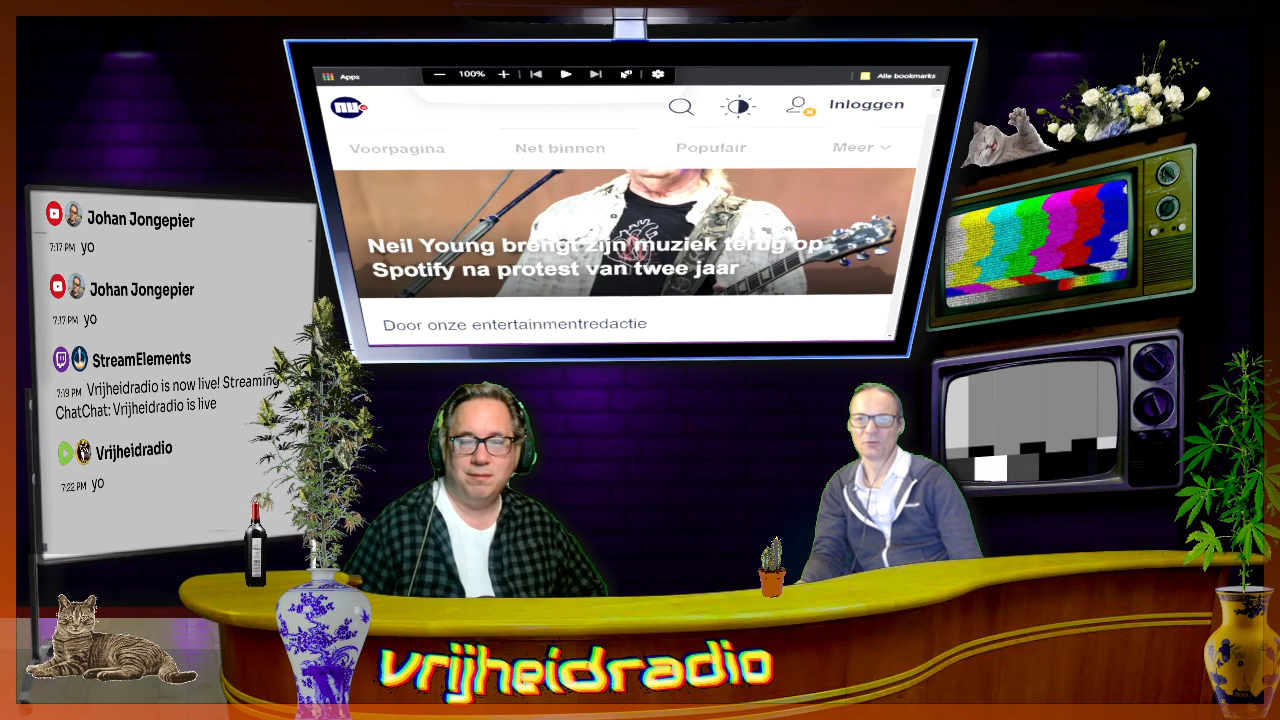 Apps
100%
Alle bookmarks
nu
Inloggen
Voorpagina
Net binnen
Populair
Meer
Neil Young brengt zijn muziek terug op
Spotify na protest van twee jaar
Door onze entertainmentredactie
Johan Jongepier
7:17 PM yo
Johan Jongepier
7:17 PM yo
StreamElements
7:19 PM Vrijheidradio is now live! Streaming
ChatChat: Vrijheidradio is live
Vrijheidradio
7:22 PM yo
vrijheidradio